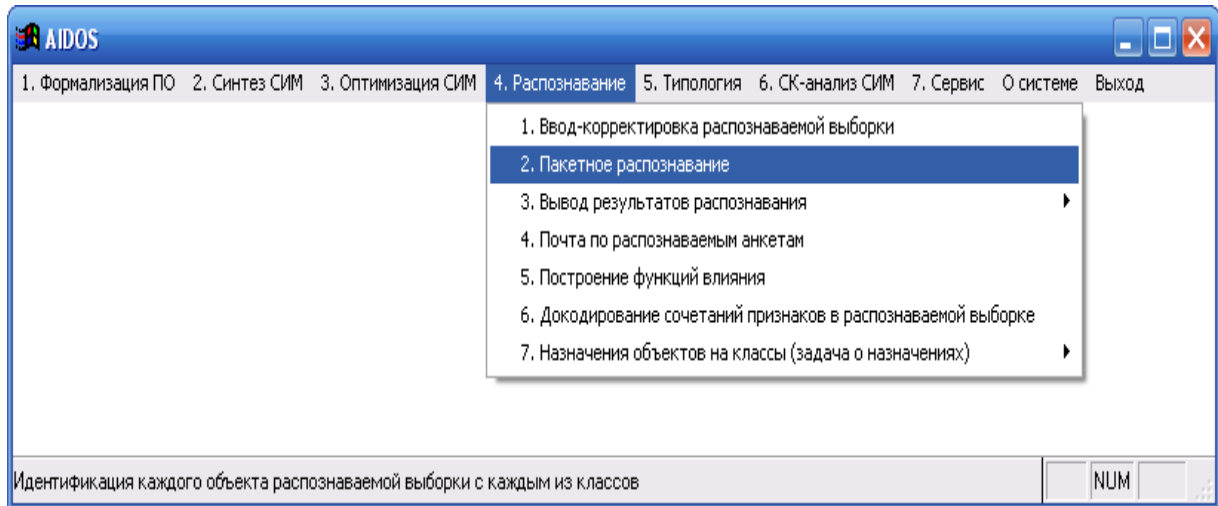 AIDOS
1. Формализация ПО 2. Синтез СИМ 3. Оптимизация СИМ 4. Распознавание 5. Типология 6. СК-анализ СИМ 7. Сервис О системе Выход
1. Ввод-корректировка распознаваемой выборки
2. Пакетное распознавание
3. Вывод результатов распознавания
4. Почта по распознаваемым анкетам
5. Построение функций влияния
6. Докодирование сочетаний признаков в распознаваемой выборке
7. Назначения объектов на классы (задача о назначениях)
Идентификация каждого объекта распознаваемой выборки с каждым из классов NUM